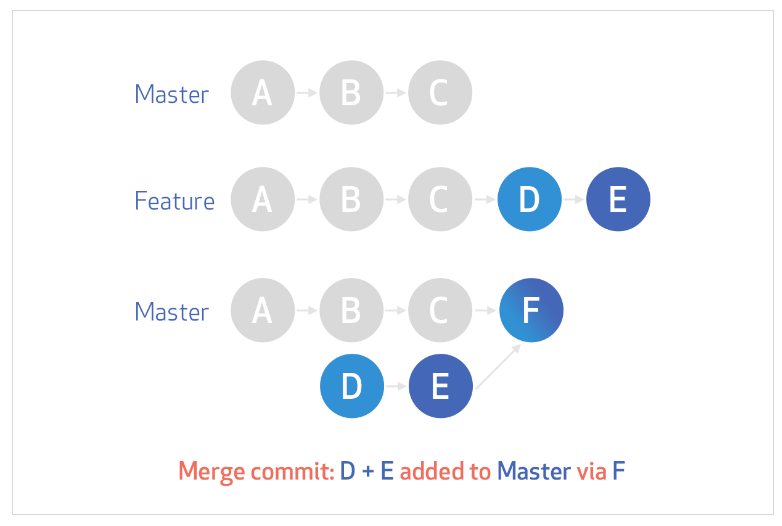 Master A B C
Feature A B C D E
Master A B C F
D E
Merge commit: D + E added to Master via F